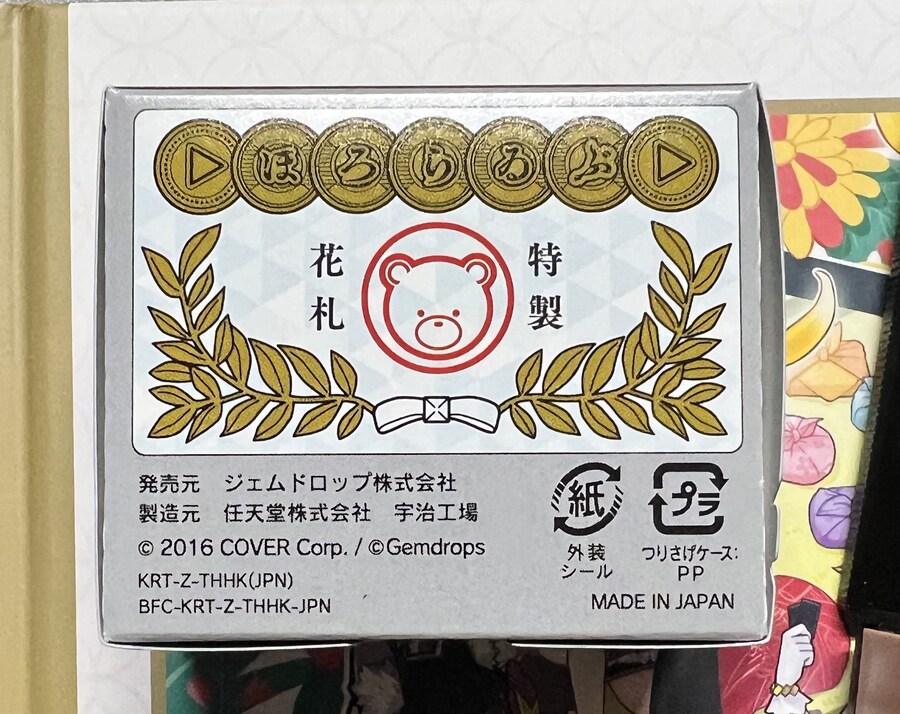 ほろらゐぶ
特製
花札
発売元　ジェムドロップ株式会社
製造元　任天堂株式会社　宇治工場
© 2016 COVER Corp. / ©Gemdrops
KRT-Z-THHK(JPN)
BFC-KRT-Z-THHK-JPN
紙
外装
シール
プラ
つりさげケース:
PP
MADE IN JAPAN